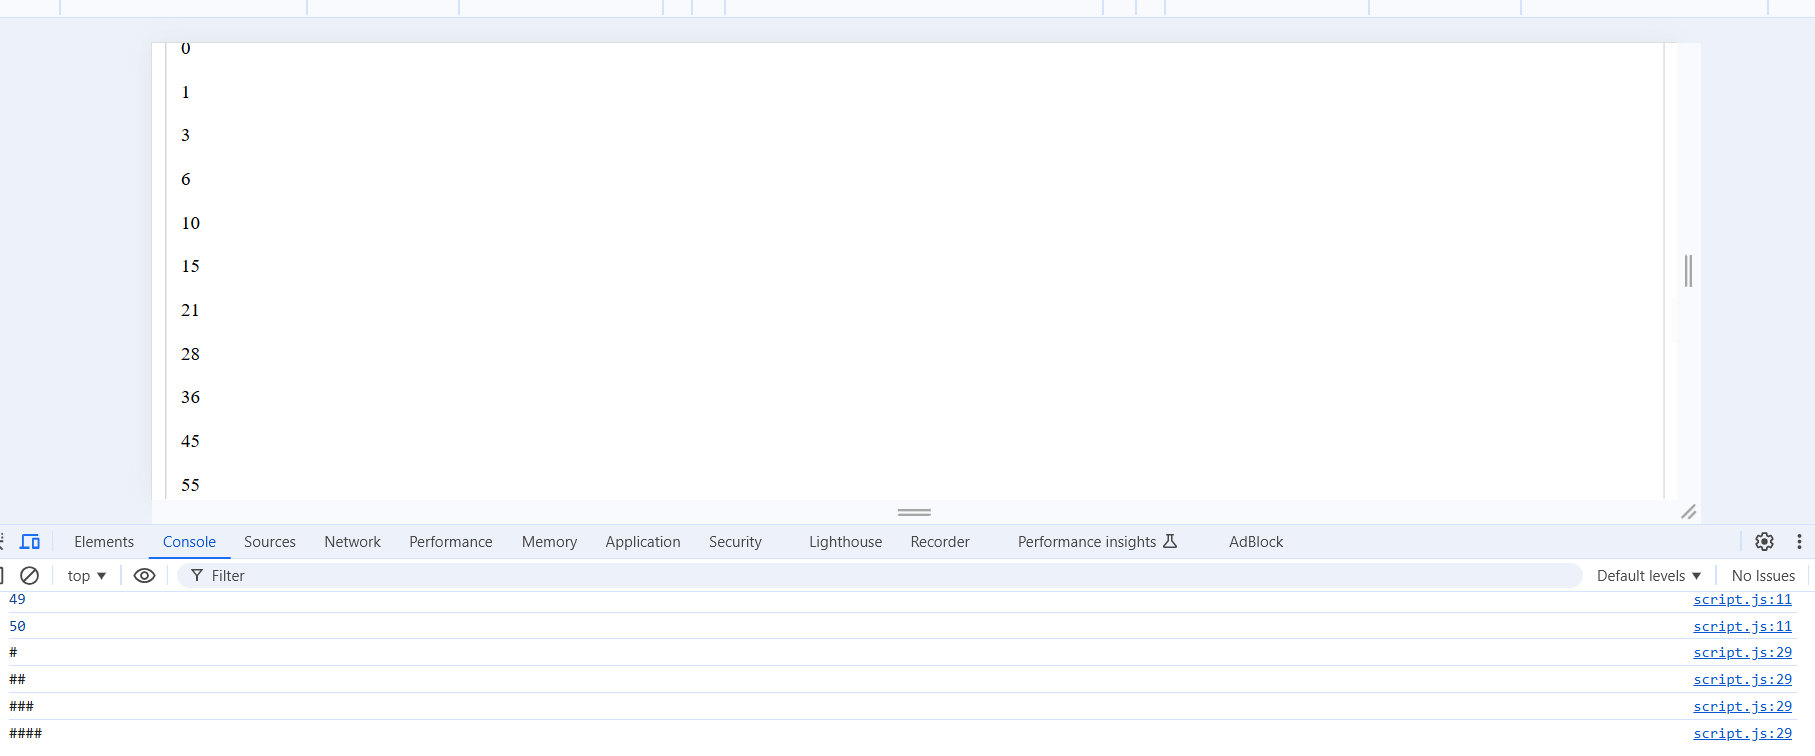 0
1
3
6
10
15
21
28
36
45
55
Elements Console Sources Network Performance Memory Application Security Lighthouse Recorder Performance insights AdBlock
top Filter Default levels No Issues
49 script.js:11
50 script.js:11
# script.js:29
## script.js:29
### script.js:29
#### script.js:29